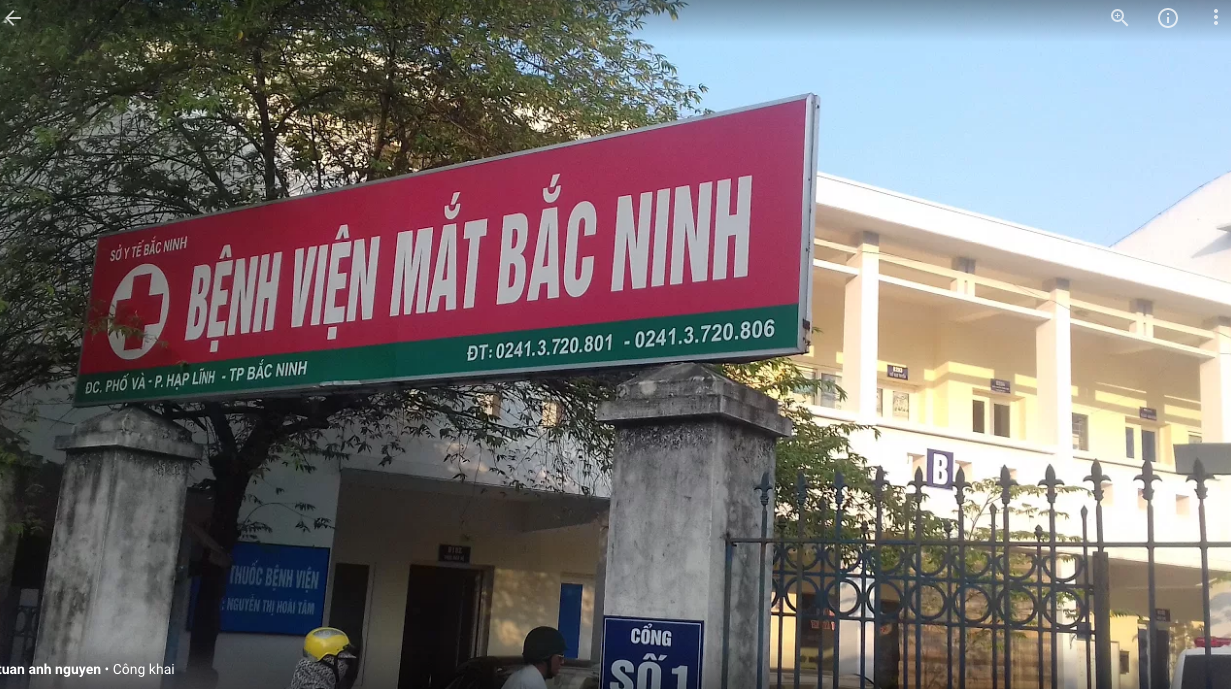 SỞ Y TẾ BẮC NINH
BỆNH VIỆN MẮT BẮC NINH
ĐC. PHỐ VÀ - P. HẠP LĨNH - TP BẮC NINH
ĐT: 0241.3.720.801 - 0241.3.720.806
B
THUỐC BỆNH VIỆN
: NGUYỄN THỊ HOÀI TÂM
CỔNG
SỐ 1
tuan anh nguyen • Công khai